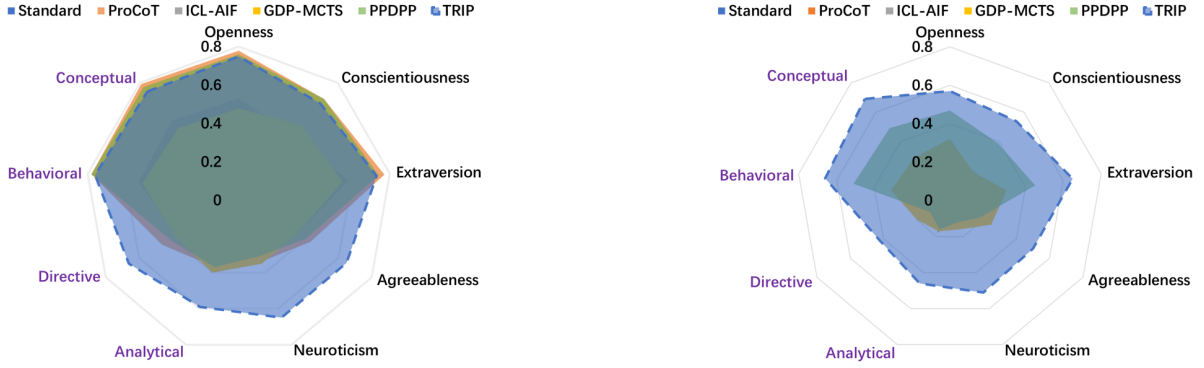 Standard ProCoT ICL-AIF GDP-MCTS PPDPP TRIP
Openness
0.8
Conceptual
Conscientiousness
0.6
0.4
0.2
Behavioral
Extraversion
0
Directive
Agreeableness
Analytical
Neuroticism
Standard ProCoT ICL-AIF GDP-MCTS PPDPP TRIP
Openness
0.8
Conceptual
Conscientiousness
0.6
0.4
0.2
Behavioral
Extraversion
0
Directive
Agreeableness
Analytical
Neuroticism